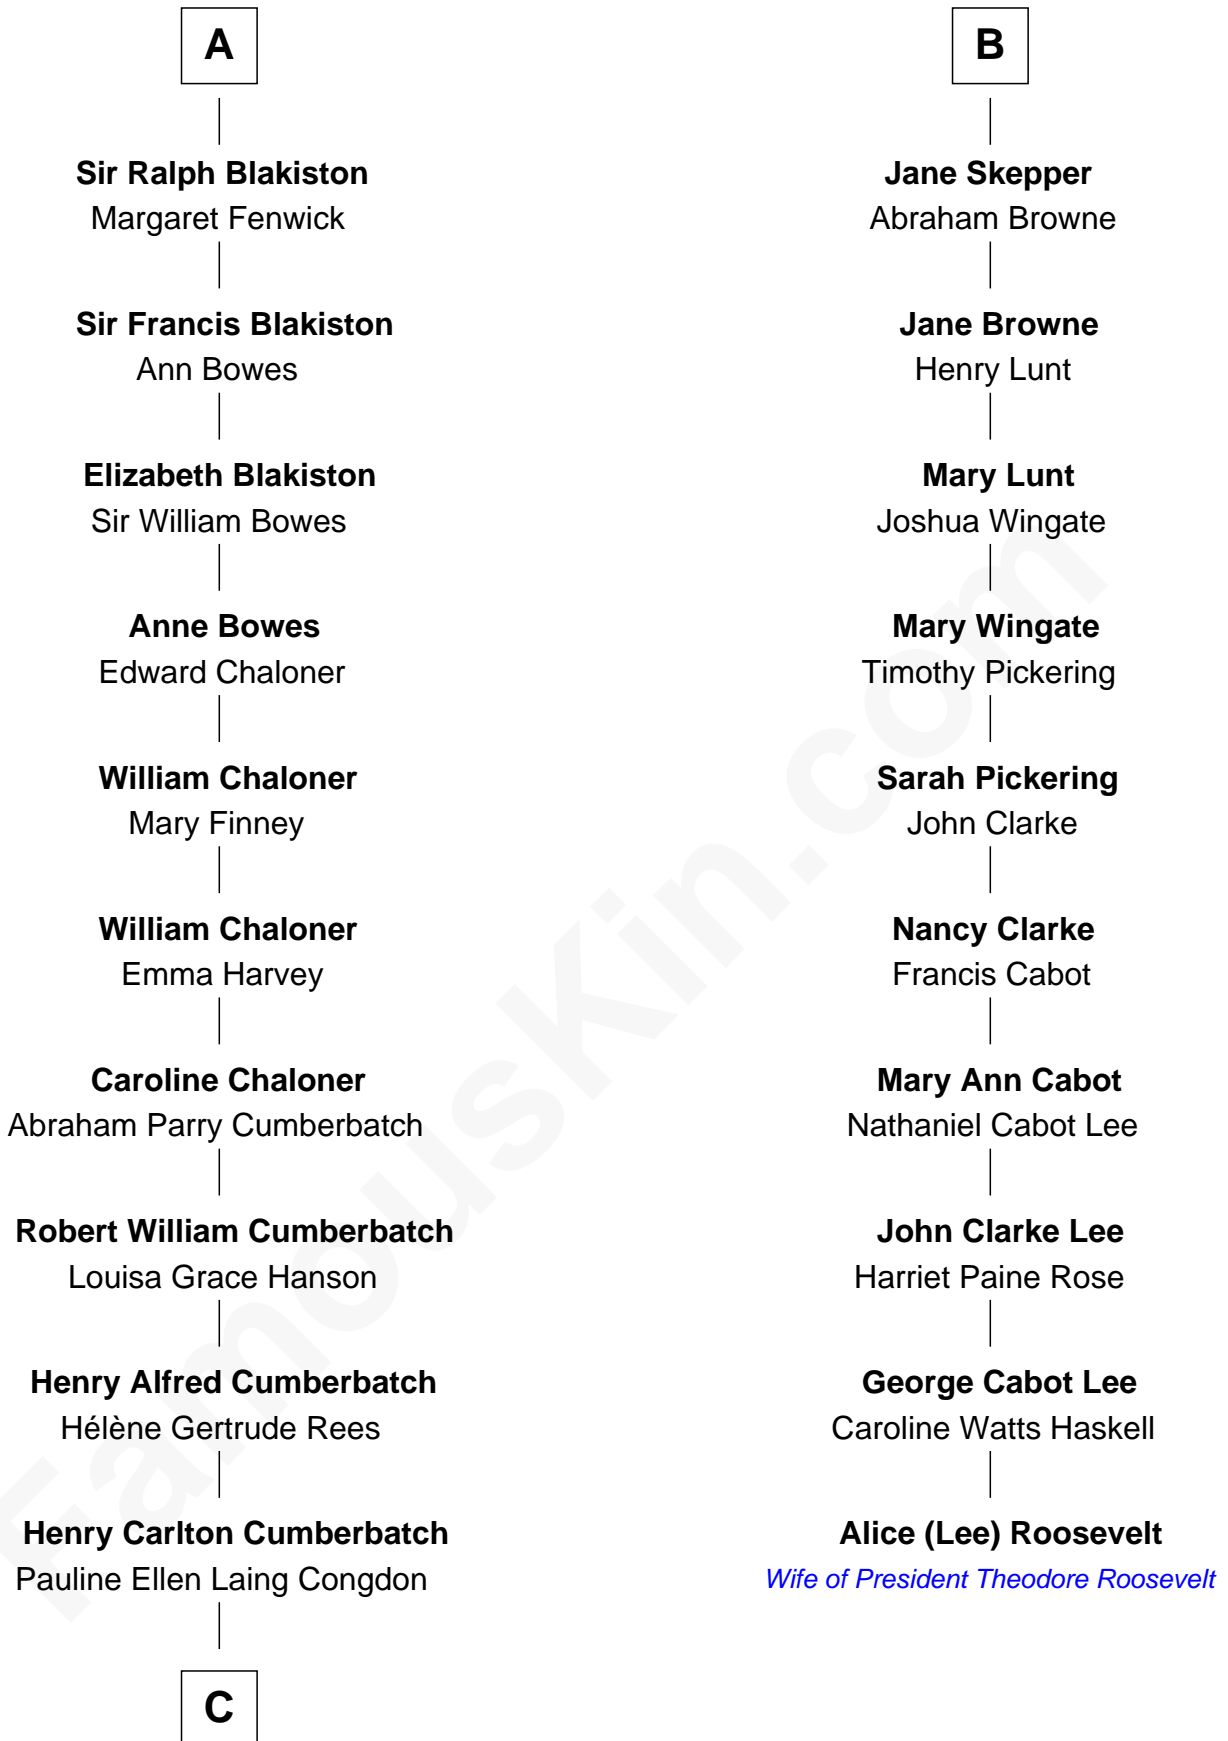 A
Sir Ralph Blakiston
Margaret Fenwick
Sir Francis Blakiston
Ann Bowes
Elizabeth Blakiston
Sir William Bowes
Anne Bowes
Edward Chaloner
William Chaloner
Mary Finney
William Chaloner
Emma Harvey
Caroline Chaloner
Abraham Parry Cumberbatch
Robert William Cumberbatch
Louisa Grace Hanson
Henry Alfred Cumberbatch
Hélène Gertrude Rees
Henry Carlton Cumberbatch
Pauline Ellen Laing Congdon
C
B
Jane Skepper
Abraham Browne
Jane Browne
Henry Lunt
Mary Lunt
Joshua Wingate
Mary Wingate
Timothy Pickering
Sarah Pickering
John Clarke
Nancy Clarke
Francis Cabot
Mary Ann Cabot
Nathaniel Cabot Lee
John Clarke Lee
Harriet Paine Rose
George Cabot Lee
Caroline Watts Haskell
Alice (Lee) Roosevelt
Wife of President Theodore Roosevelt
FamousKin.com